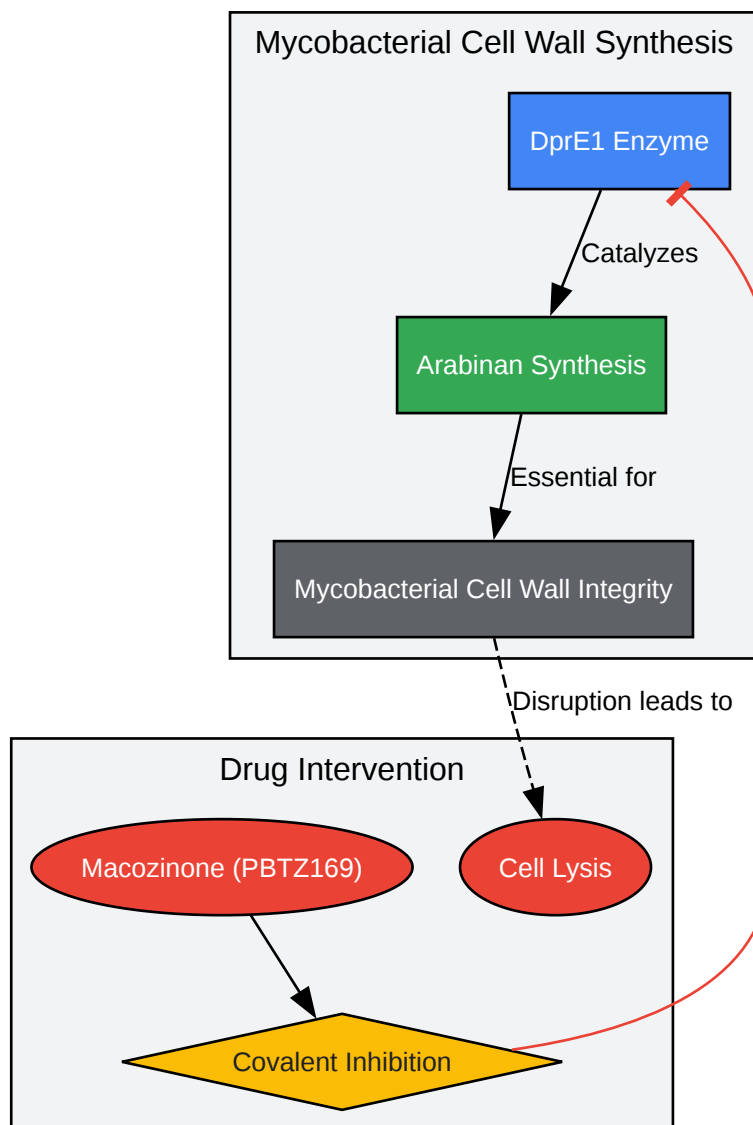 Mycobacterial Cell Wall Synthesis
DprE1 Enzyme
Catalyzes
Arabinan Synthesis
Essential for
Mycobacterial Cell Wall Integrity
Disruption leads to
Drug Intervention
Macozinone (PBTZ169)
Cell Lysis
Covalent Inhibition